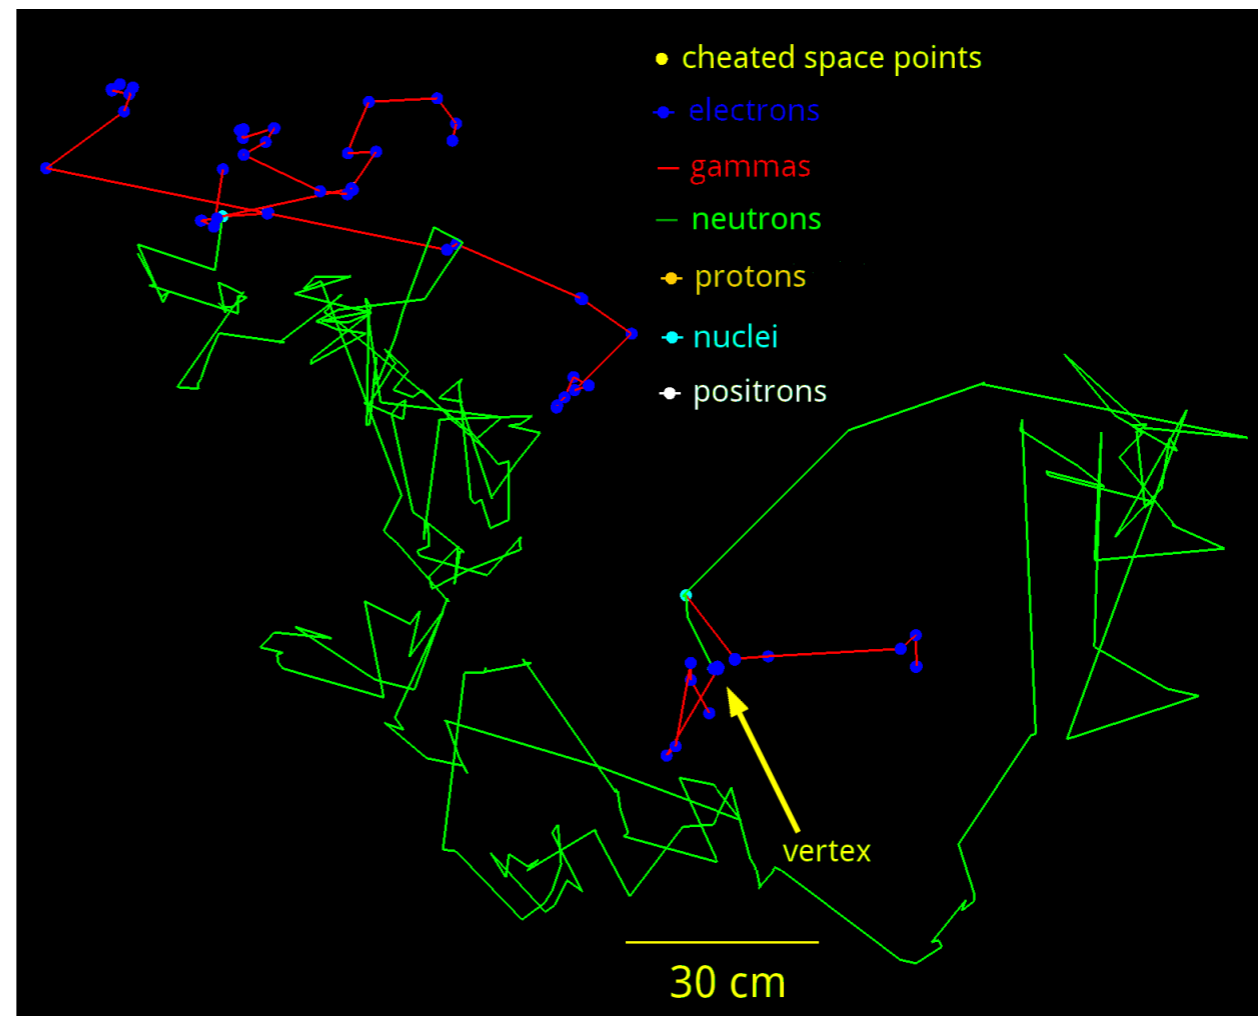 cheated space points
electrons
gammas
neutrons
protons
nuclei
positrons
vertex
30 cm